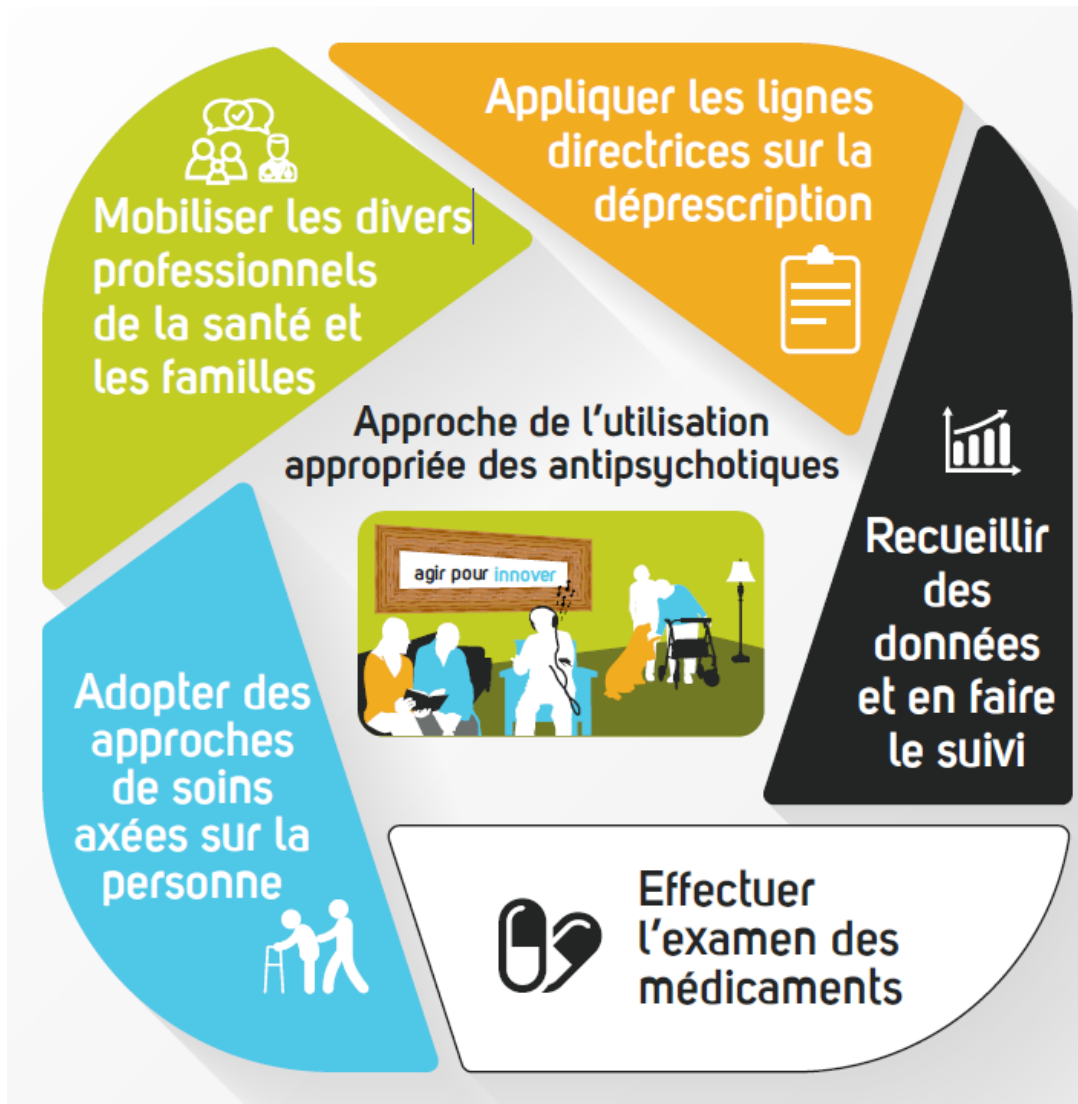 Mobiliser les divers
professionnels
de la santé et
les familles
Appliquer les lignes
directrices sur la
déprescription
Recueillir
des
données
et en faire
le suivi
Effectuer
l'examen des
médicaments
Adopter des
approches
de soins
axées sur la
personne
Approche de l'utilisation
appropriée des antipsychotiques
agir pour innover